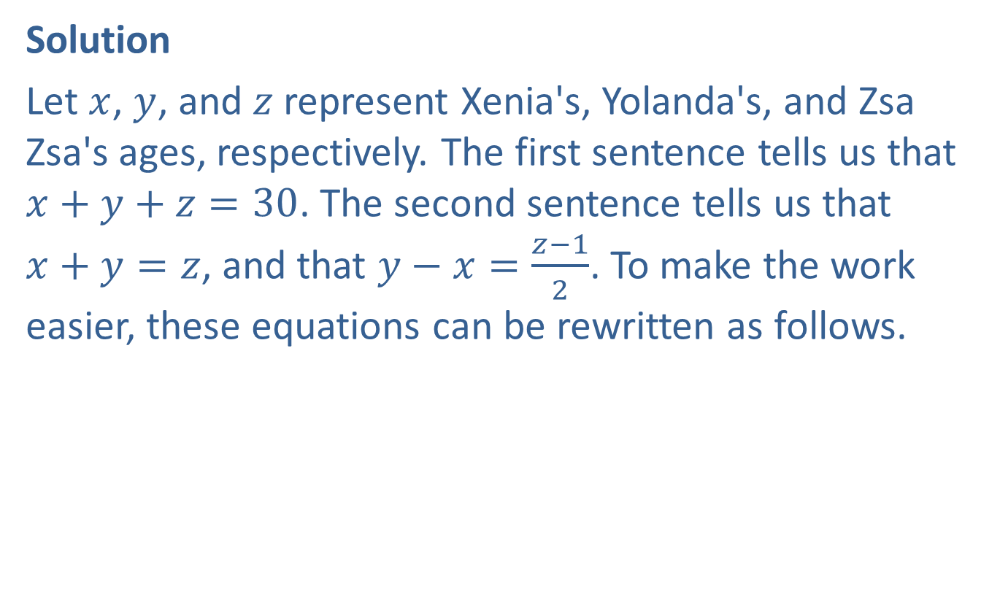 Solution
Let x, y, and z represent Xenia's, Yolanda's, and Zsa
Zsa's ages, respectively. The first sentence tells us that
x + y + z = 30. The second sentence tells us that
x + y = z, and that y − x = \frac{z−1}{2}. To make the work
easier, these equations can be rewritten as follows.